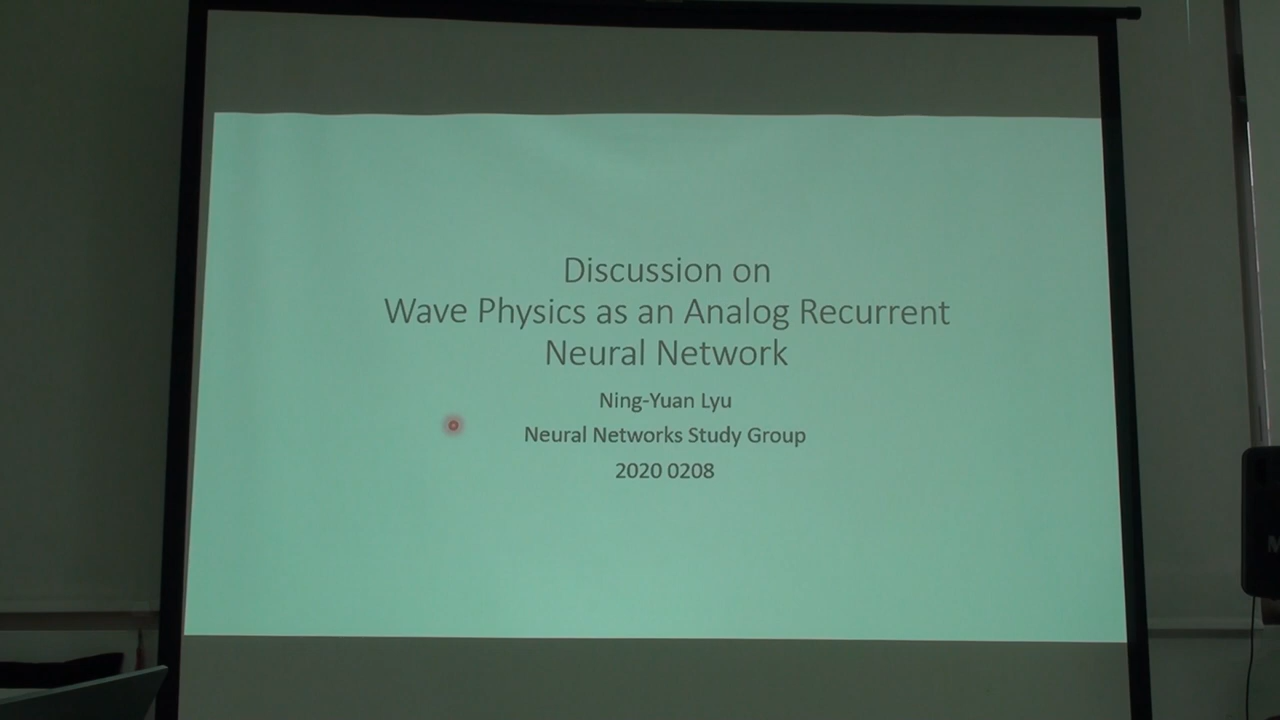 Discussion on
Wave Physics as an Analog Recurrent
Neural Network
Ning-Yuan Lyu
Neural Networks Study Group
2020 0208